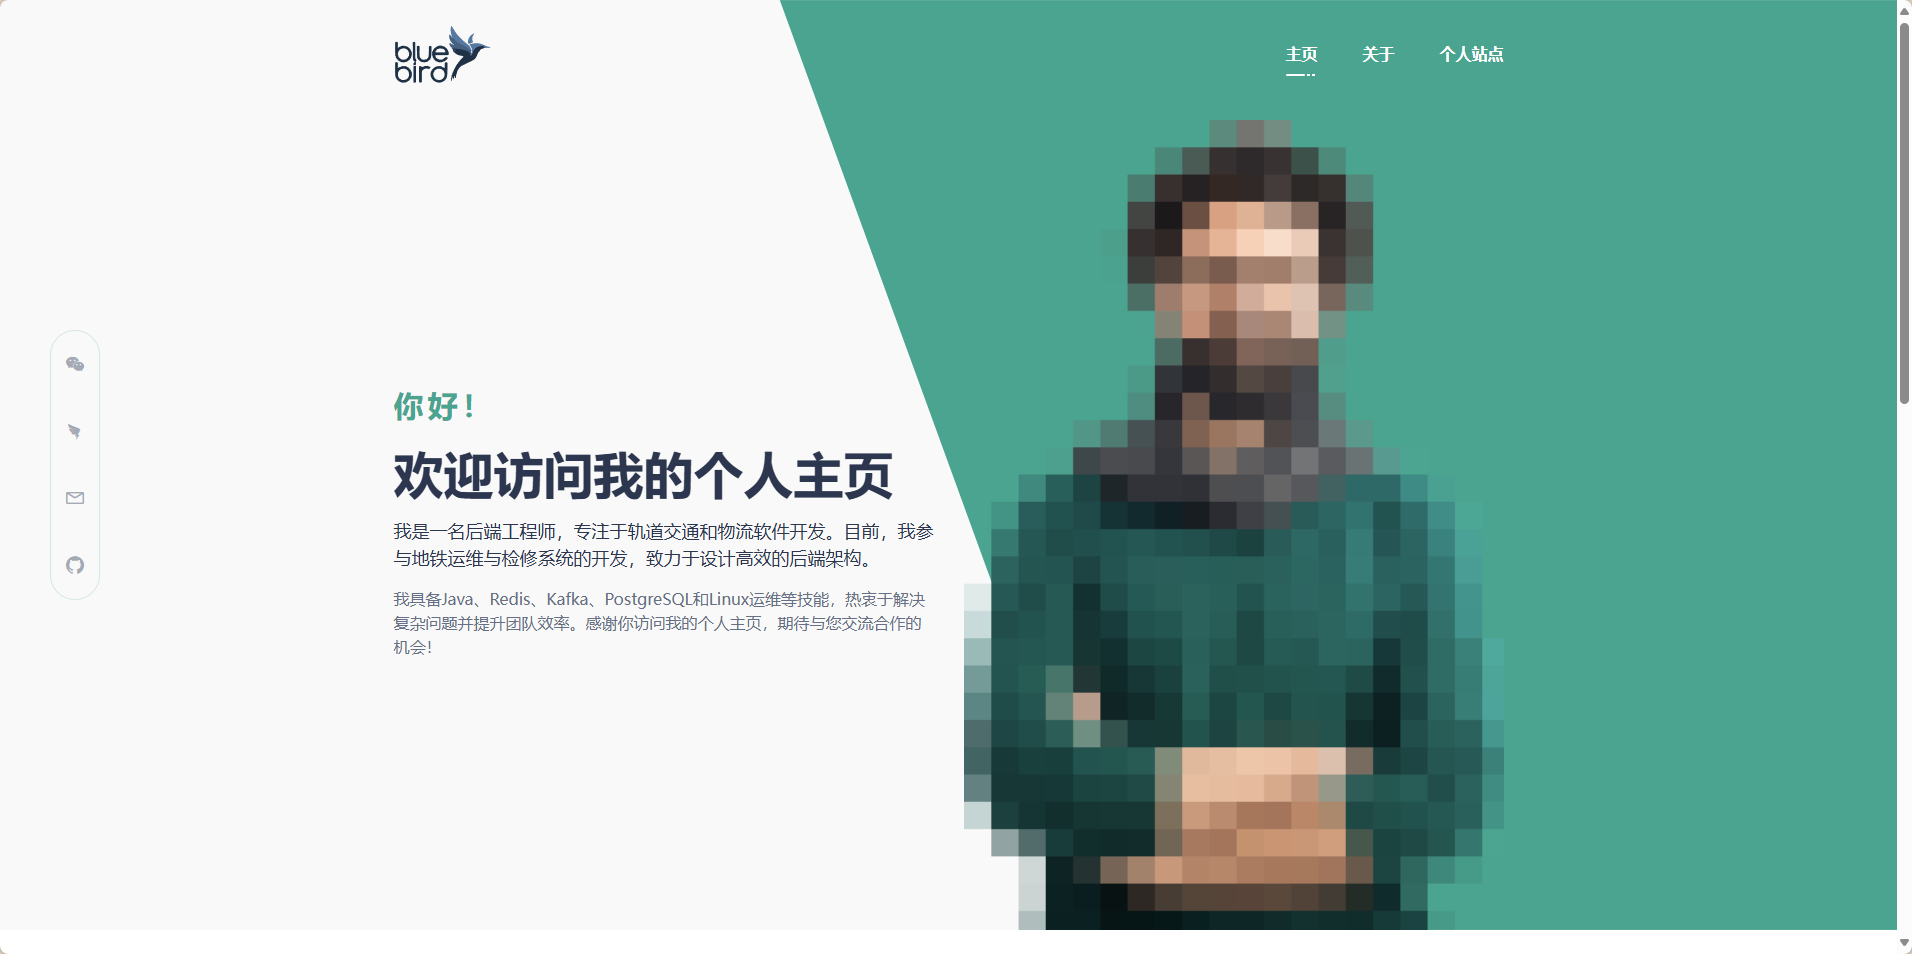 blue
bird
主页
关于
个人站点
你好！
欢迎访问我的个人主页
我是一名后端工程师，专注于轨道交通和物流软件开发。目前，我参
与地铁运维与检修系统的开发，致力于设计高效的后端架构。
我具备Java、Redis、Kafka、PostgreSQL和Linux运维等技能，热衷于解决
复杂问题并提升团队效率。感谢你访问我的个人主页，期待与您交流合作的
机会！